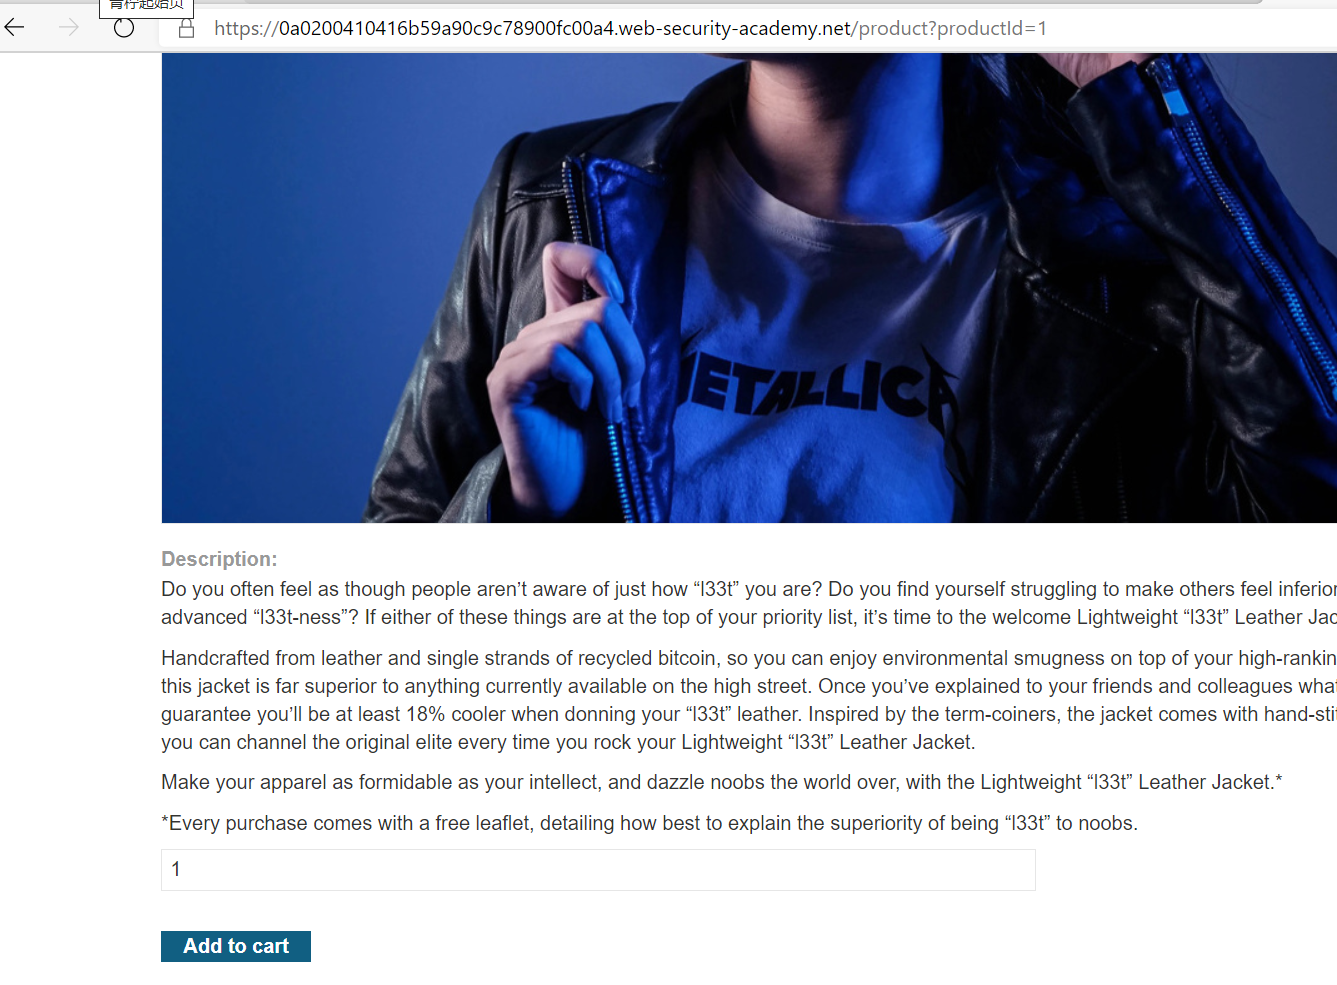 青柠起始页
https://0a0200410416b59a90c9c78900fc00a4.web-security-academy.net/product?productId=1
METALLICA
Description:
Do you often feel as though people aren’t aware of just how “l33t” you are? Do you find yourself struggling to make others feel inferior
advanced “l33t-ness”? If either of these things are at the top of your priority list, it’s time to the welcome Lightweight “l33t” Leather Jac
Handcrafted from leather and single strands of recycled bitcoin, so you can enjoy environmental smugness on top of your high-rankin
this jacket is far superior to anything currently available on the high street. Once you’ve explained to your friends and colleagues what
guarantee you’ll be at least 18% cooler when donning your “l33t” leather. Inspired by the term-coiners, the jacket comes with hand-stit
you can channel the original elite every time you rock your Lightweight “l33t” Leather Jacket.
Make your apparel as formidable as your intellect, and dazzle noobs the world over, with the Lightweight “l33t” Leather Jacket.*
*Every purchase comes with a free leaflet, detailing how best to explain the superiority of being “l33t” to noobs.
1
Add to cart